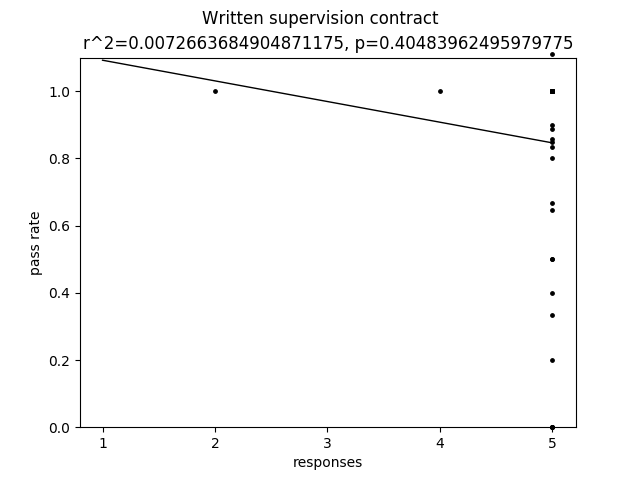 Written supervision contract
r^2=0.0072663684904871175, p=0.40483962495979775
1.0
0.8
0.6
0.4
0.2
0.0
pass rate
1 2 3 4 5
responses